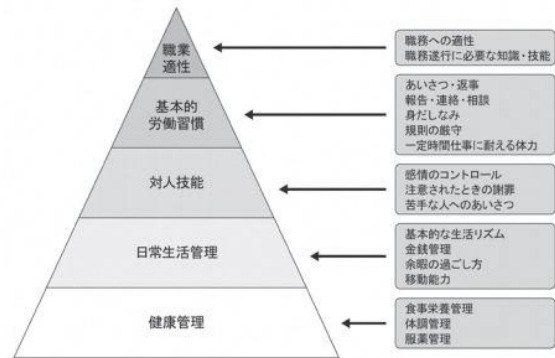 職業
適性
職務への適性
職務遂行に必要な知識・技能
基本的
労働習慣
あいさつ・返事
報告・連絡・相談
身だしなみ
規則の厳守
一定時間仕事に耐える体力
対人技能
感情のコントロール
注意されたときの謝罪
苦手な人へのあいさつ
日常生活管理
基本的な生活リズム
金銭管理
余暇の過ごし方
移動能力
健康管理
食事栄養管理
体調管理
服薬管理